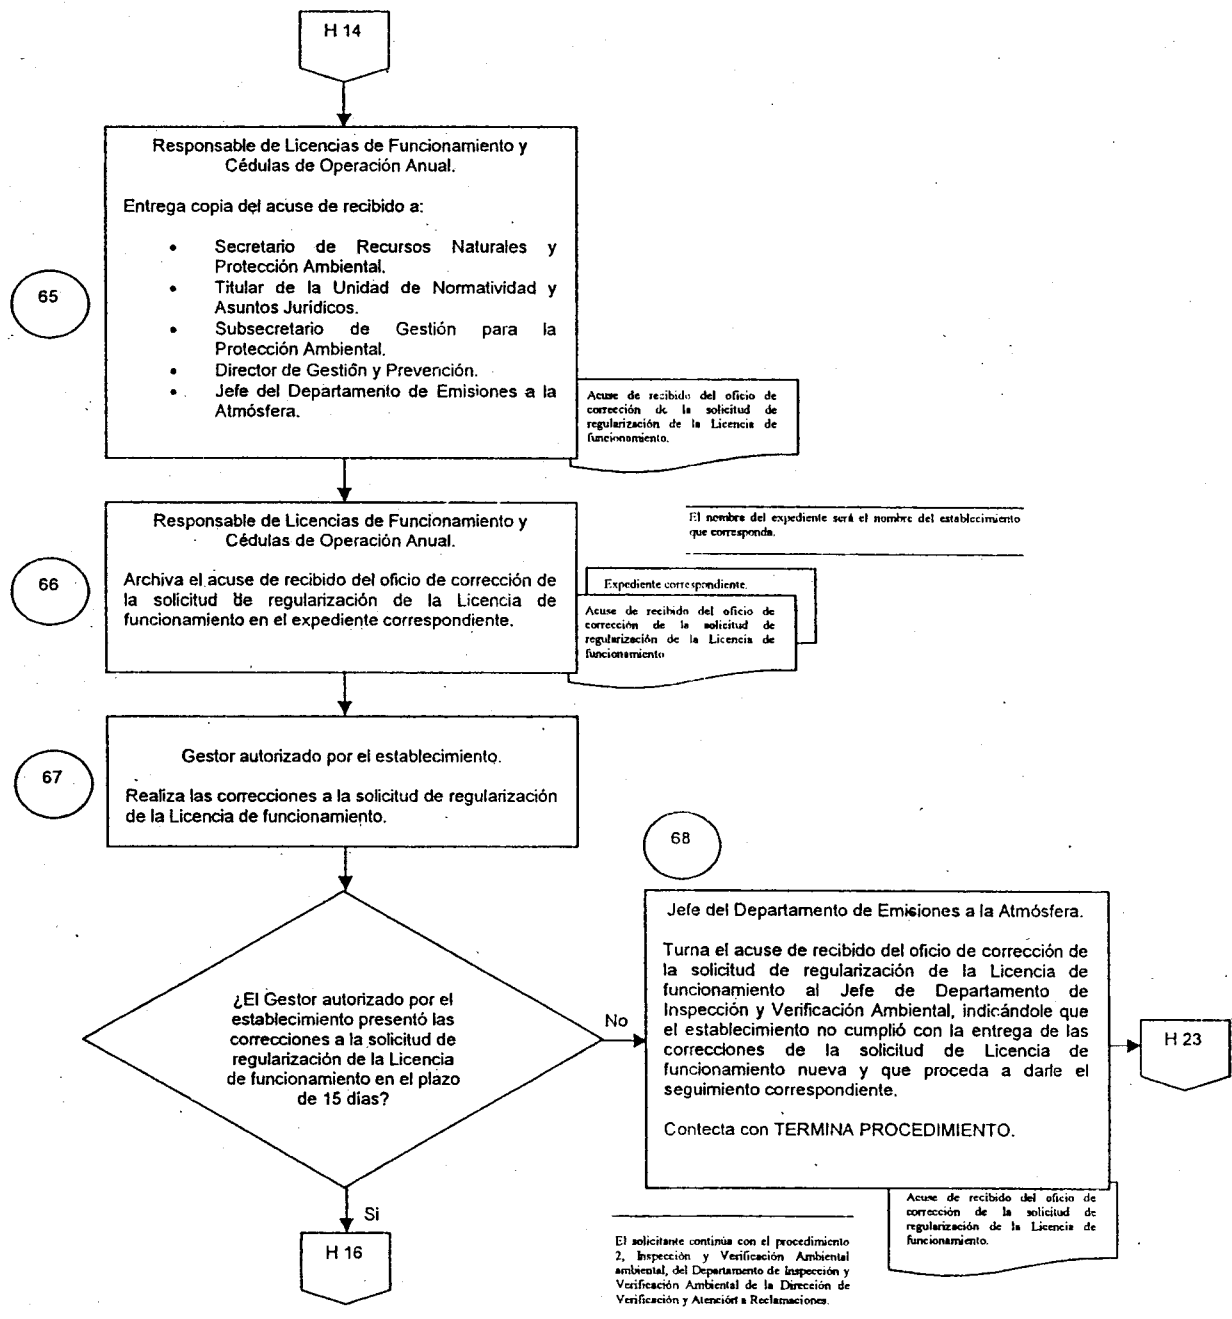 H 14
Responsable de Licencias de Funcionamiento y
Cédulas de Operación Anual.
Entrega copia del acuse de recibido a:
• Secretario de Recursos Naturales y
Protección Ambiental.
• Titular de la Unidad de Normatividad y
Asuntos Jurídicos.
• Subsecretario de Gestión para la
Protección Ambiental.
• Director de Gestión y Prevención.
• Jefe del Departamento de Emisiones a la
Atmósfera.
65
Acuse de recibido del oficio de
corrección de la solicitud de
regularización de la Licencia de
funcionamiento.
Responsable de Licencias de Funcionamiento y
Cédulas de Operación Anual.
Archiva el acuse de recibido del oficio de corrección de
la solicitud de regularización de la Licencia de
funcionamiento en el expediente correspondiente.
66
El nombre del expediente será el nombre del establecimiento
que corresponda.
Expediente correspondiente.
Acuse de recibido del oficio de
corrección de la solicitud de
regularización de la Licencia de
funcionamiento
67
Gestor autorizado por el establecimiento.
Realiza las correcciones a la solicitud de regularización
de la Licencia de funcionamiento.
68
¿El Gestor autorizado por el
establecimiento presentó las
correcciones a la solicitud de
regularización de la Licencia
de funcionamiento en el plazo
de 15 días?
No
Jefe del Departamento de Emisiones a la Atmósfera.
Turna el acuse de recibido del oficio de corrección de
la solicitud de regularización de la Licencia de
funcionamiento al Jefe de Departamento de
Inspección y Verificación Ambiental, indicándole que
el establecimiento no cumplió con la entrega de las
correcciones de la solicitud de Licencia de
funcionamiento nueva y que proceda a darle el
seguimiento correspondiente.
Contecta con TERMINA PROCEDIMIENTO.
H 23
Acuse de recibido del oficio de
corrección de la solicitud de
regularización de la Licencia de
funcionamiento.
Si
H 16
El solicitante continúa con el procedimiento
2, Inspección y Verificación Ambiental
ambiental, del Departamento de Inspección y
Verificación Ambiental de la Dirección de
Verificación y Atención a Reclamaciones.